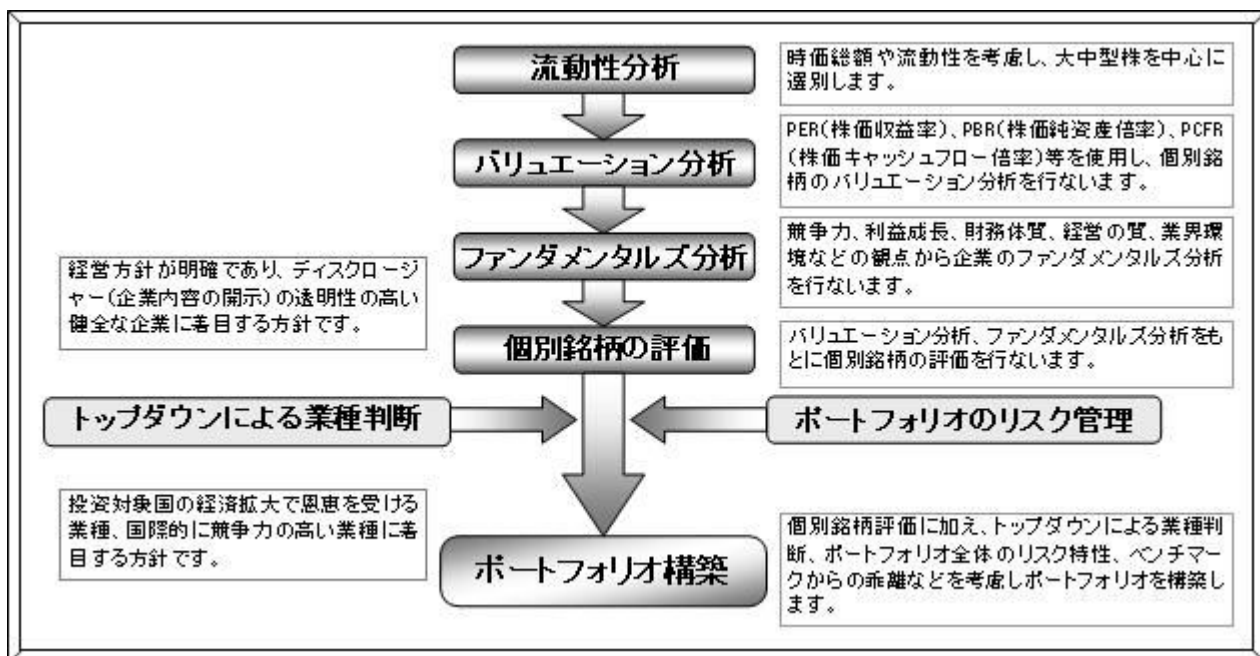 流動性分析
時価総額や流動性を考慮し、大中型株を中心に
選別します。
バリュエーション分析
PER(株価収益率)、PBR(株価純資産倍率)、PCFR
(株価キャッシュフロー倍率)等を使用し、個別銘
柄のバリュエーション分析を行ないます。
ファンダメンタルズ分析
競争力、利益成長、財務体質、経営の質、業界環
境などの観点から企業のファンダメンタルズ分析
を行ないます。
経営方針が明確であり、ディスクロージ
ャー(企業内容の開示)の透明性の高い
健全な企業に着目する方針です。
個別銘柄の評価
バリュエーション分析、ファンダメンタルズ分析をも
とに個別銘柄の評価を行ないます。
トップダウンによる業種判断
ポートフォリオのリスク管理
投資対象国の経済拡大で恩恵を受ける
業種、国際的に競争力の高い業種に着
目する方針です。
ポートフォリオ構築
個別銘柄評価に加え、トップダウンによる業種判
断、ポートフォリオ全体のリスク特性、ベンチマー
クからの乖離などを考慮しポートフォリオを構築し
ます。